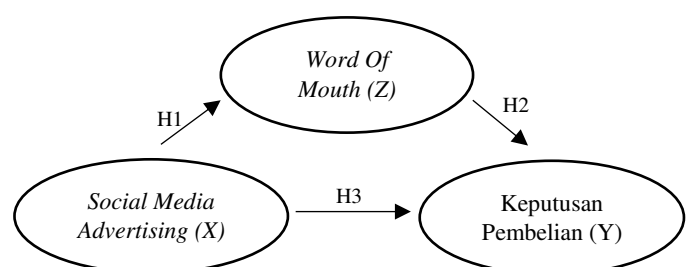 Word Of
Mouth (Z)
H1
H2
Social Media
Advertising (X)
H3
Keputusan
Pembelian (Y)